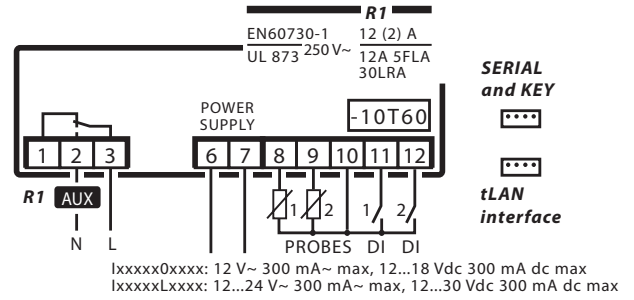 R1
EN60730-1
UL 873
250 V~
12 (2) A
12A 5FLA
30LRA
SERIAL
and KEY
POWER
SUPPLY
-10T60
1 2 3 6 7 8 9 10 11 12
R1 AUX
1 2 1 2
tLAN
interface
N L PROBES DI DI
Ixxxxx0xxxx: 12 V~ 300 mA~ max, 12...18 Vdc 300 mA dc max
IxxxxxLxxxx: 12...24 V~ 300 mA~ max, 12...30 Vdc 300 mA dc max